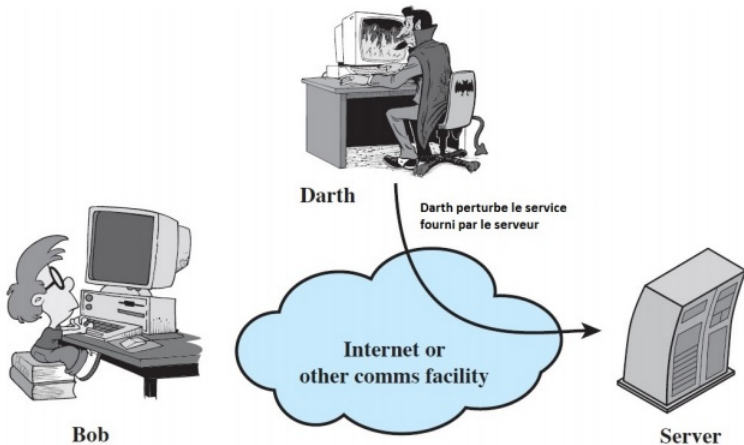 Darth
Darth perturbe le service
fourni par le serveur
Internet or
other comms facility
Bob
Server